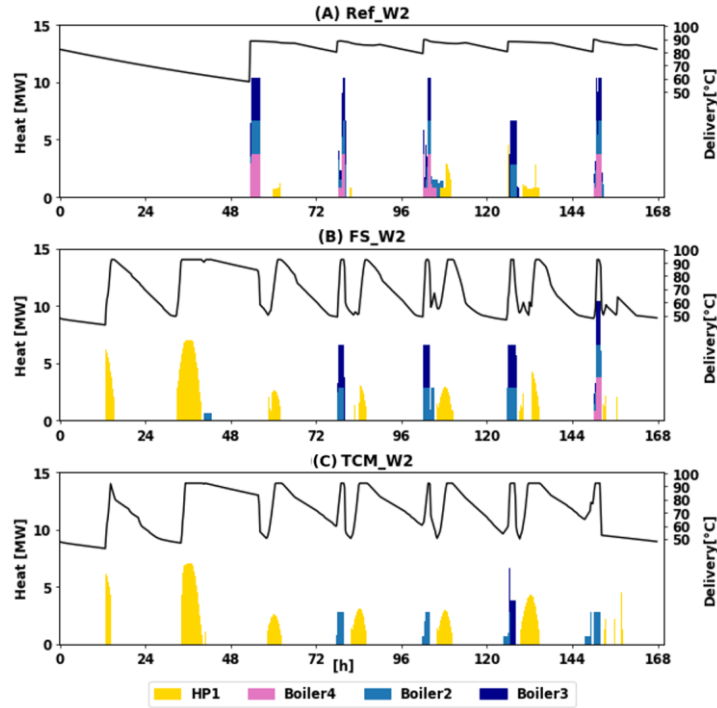 (A) Ref_W2
15
10
5
0
Heat [MW]
100
90
80
70
60
50
Delivery[°C]
0 24 48 72 96 120 144 168
(B) FS_W2
15
10
5
0
Heat [MW]
100
90
80
70
60
50
Delivery[°C]
0 24 48 72 96 120 144 168
(C) TCM_W2
15
10
5
0
Heat [MW]
100
90
80
70
60
50
Delivery[°C]
0 24 48 72 96 120 144 168
[h]
HP1 Boiler4 Boiler2 Boiler3